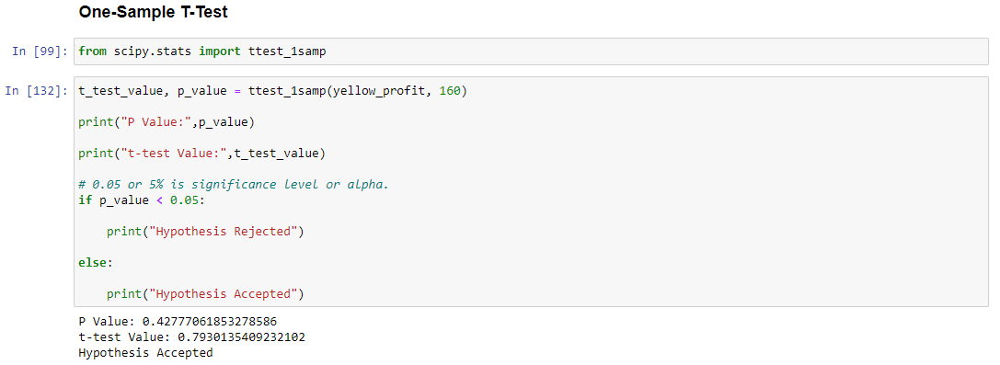 One-Sample T-Test
In [99]: from scipy.stats import ttest_1samp
In [132]: t_test_value, p_value = ttest_1samp(yellow_profit, 160)
print("P Value:",p_value)
print("t-test Value:",t_test_value)
# 0.05 or 5% is significance level or alpha.
if p_value < 0.05:
    print("Hypothesis Rejected")
else:
    print("Hypothesis Accepted")
P Value: 0.42777061853278586
t-test Value: 0.7930135409232102
Hypothesis Accepted